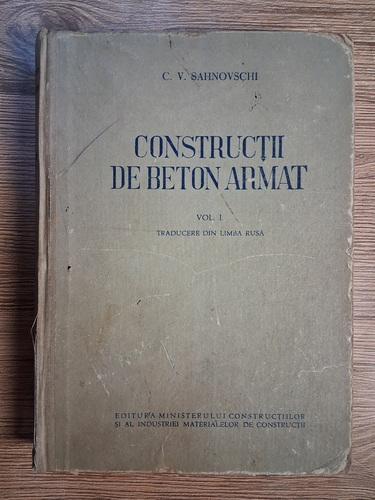 C. V. SAHNOVSCHI
CONSTRUCȚII
DE BETON ARMAT
VOL. I
TRADUCERE DIN LIMBA RUSĂ
EDITURA MINISTERULUI CONSTRUCȚIILOR
ȘI AL INDUSTRIEI MATERIALELOR DE CONSTRUCȚII